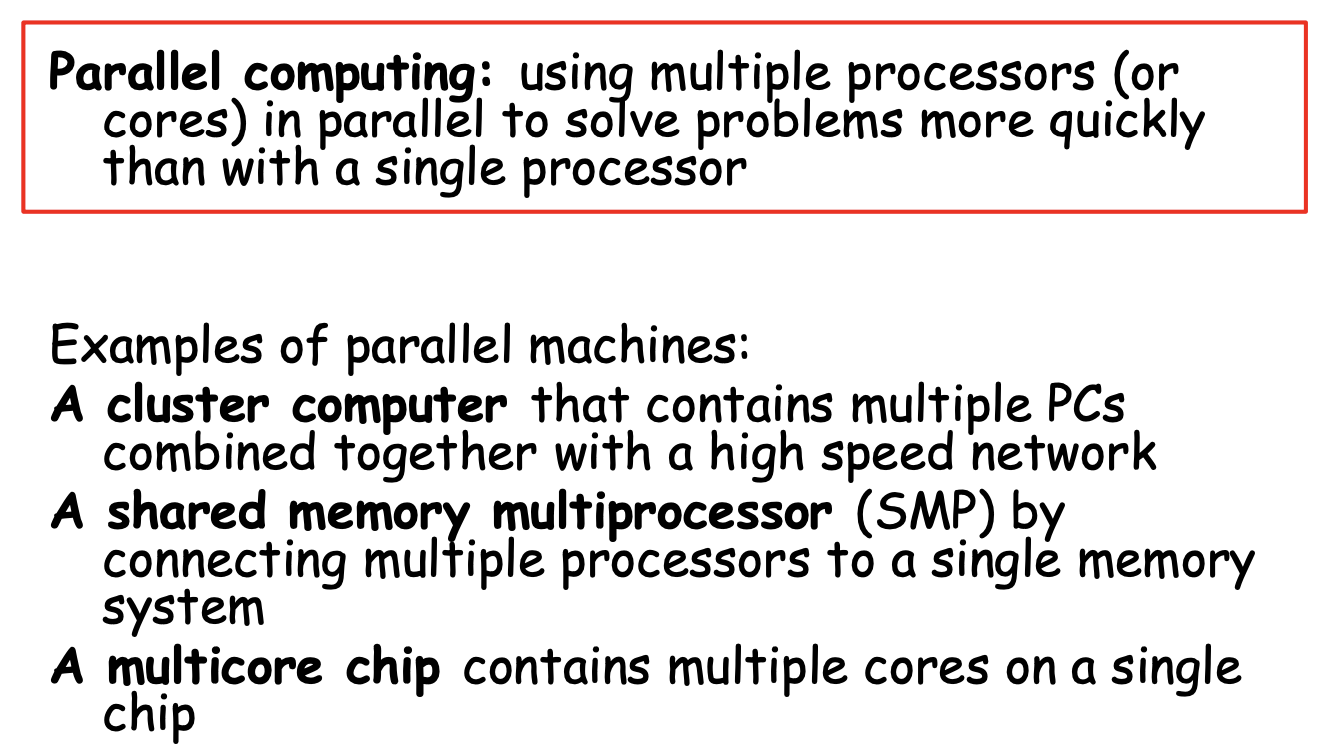 Parallel computing: using multiple processors (or
cores) in parallel to solve problems more quickly
than with a single processor
Examples of parallel machines:
A cluster computer that contains multiple PCs
combined together with a high speed network
A shared memory multiprocessor (SMP) by
connecting multiple processors to a single memory
system
A multicore chip contains multiple cores on a single
chip